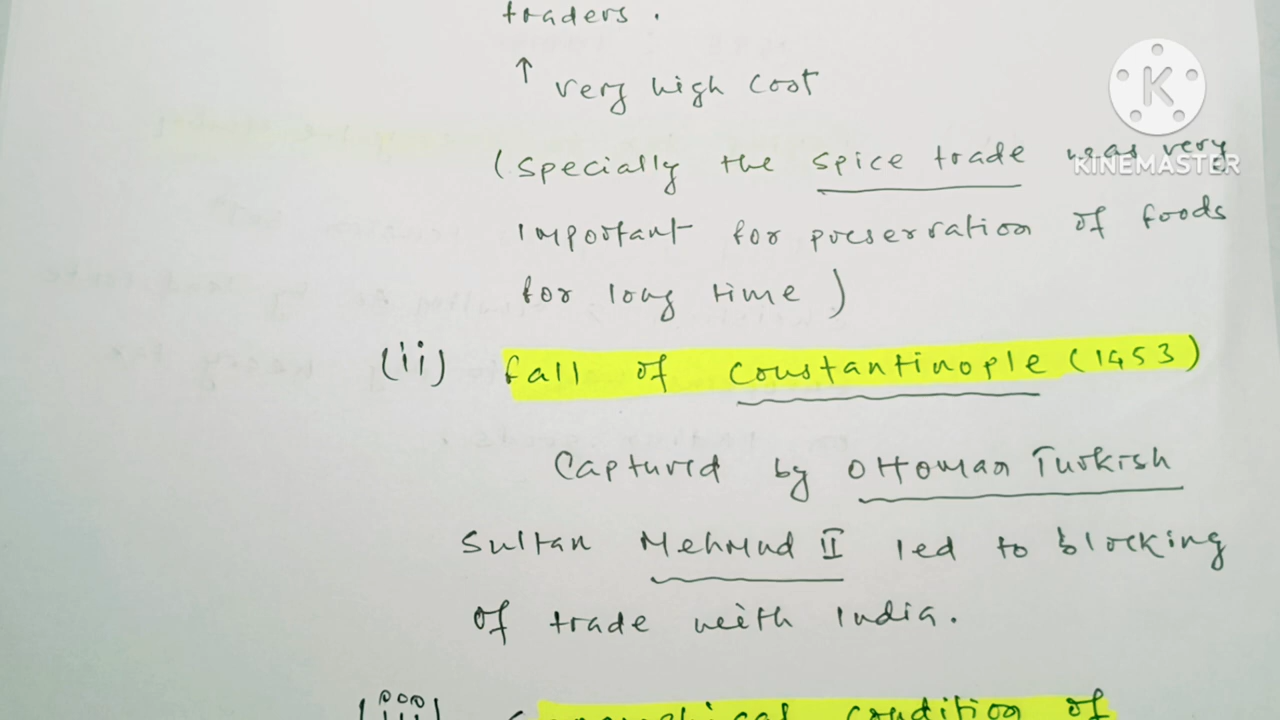 traders.
↑ very high cost
(specially the spice trade was very
important for preservation of foods
for long time)
(ii) fall of Constantinople (1453)
Captured by Ottoman Turkish
Sultan Mehmud II led to blocking
of trade with India.
(iii) condition of
K
KINEMASTER